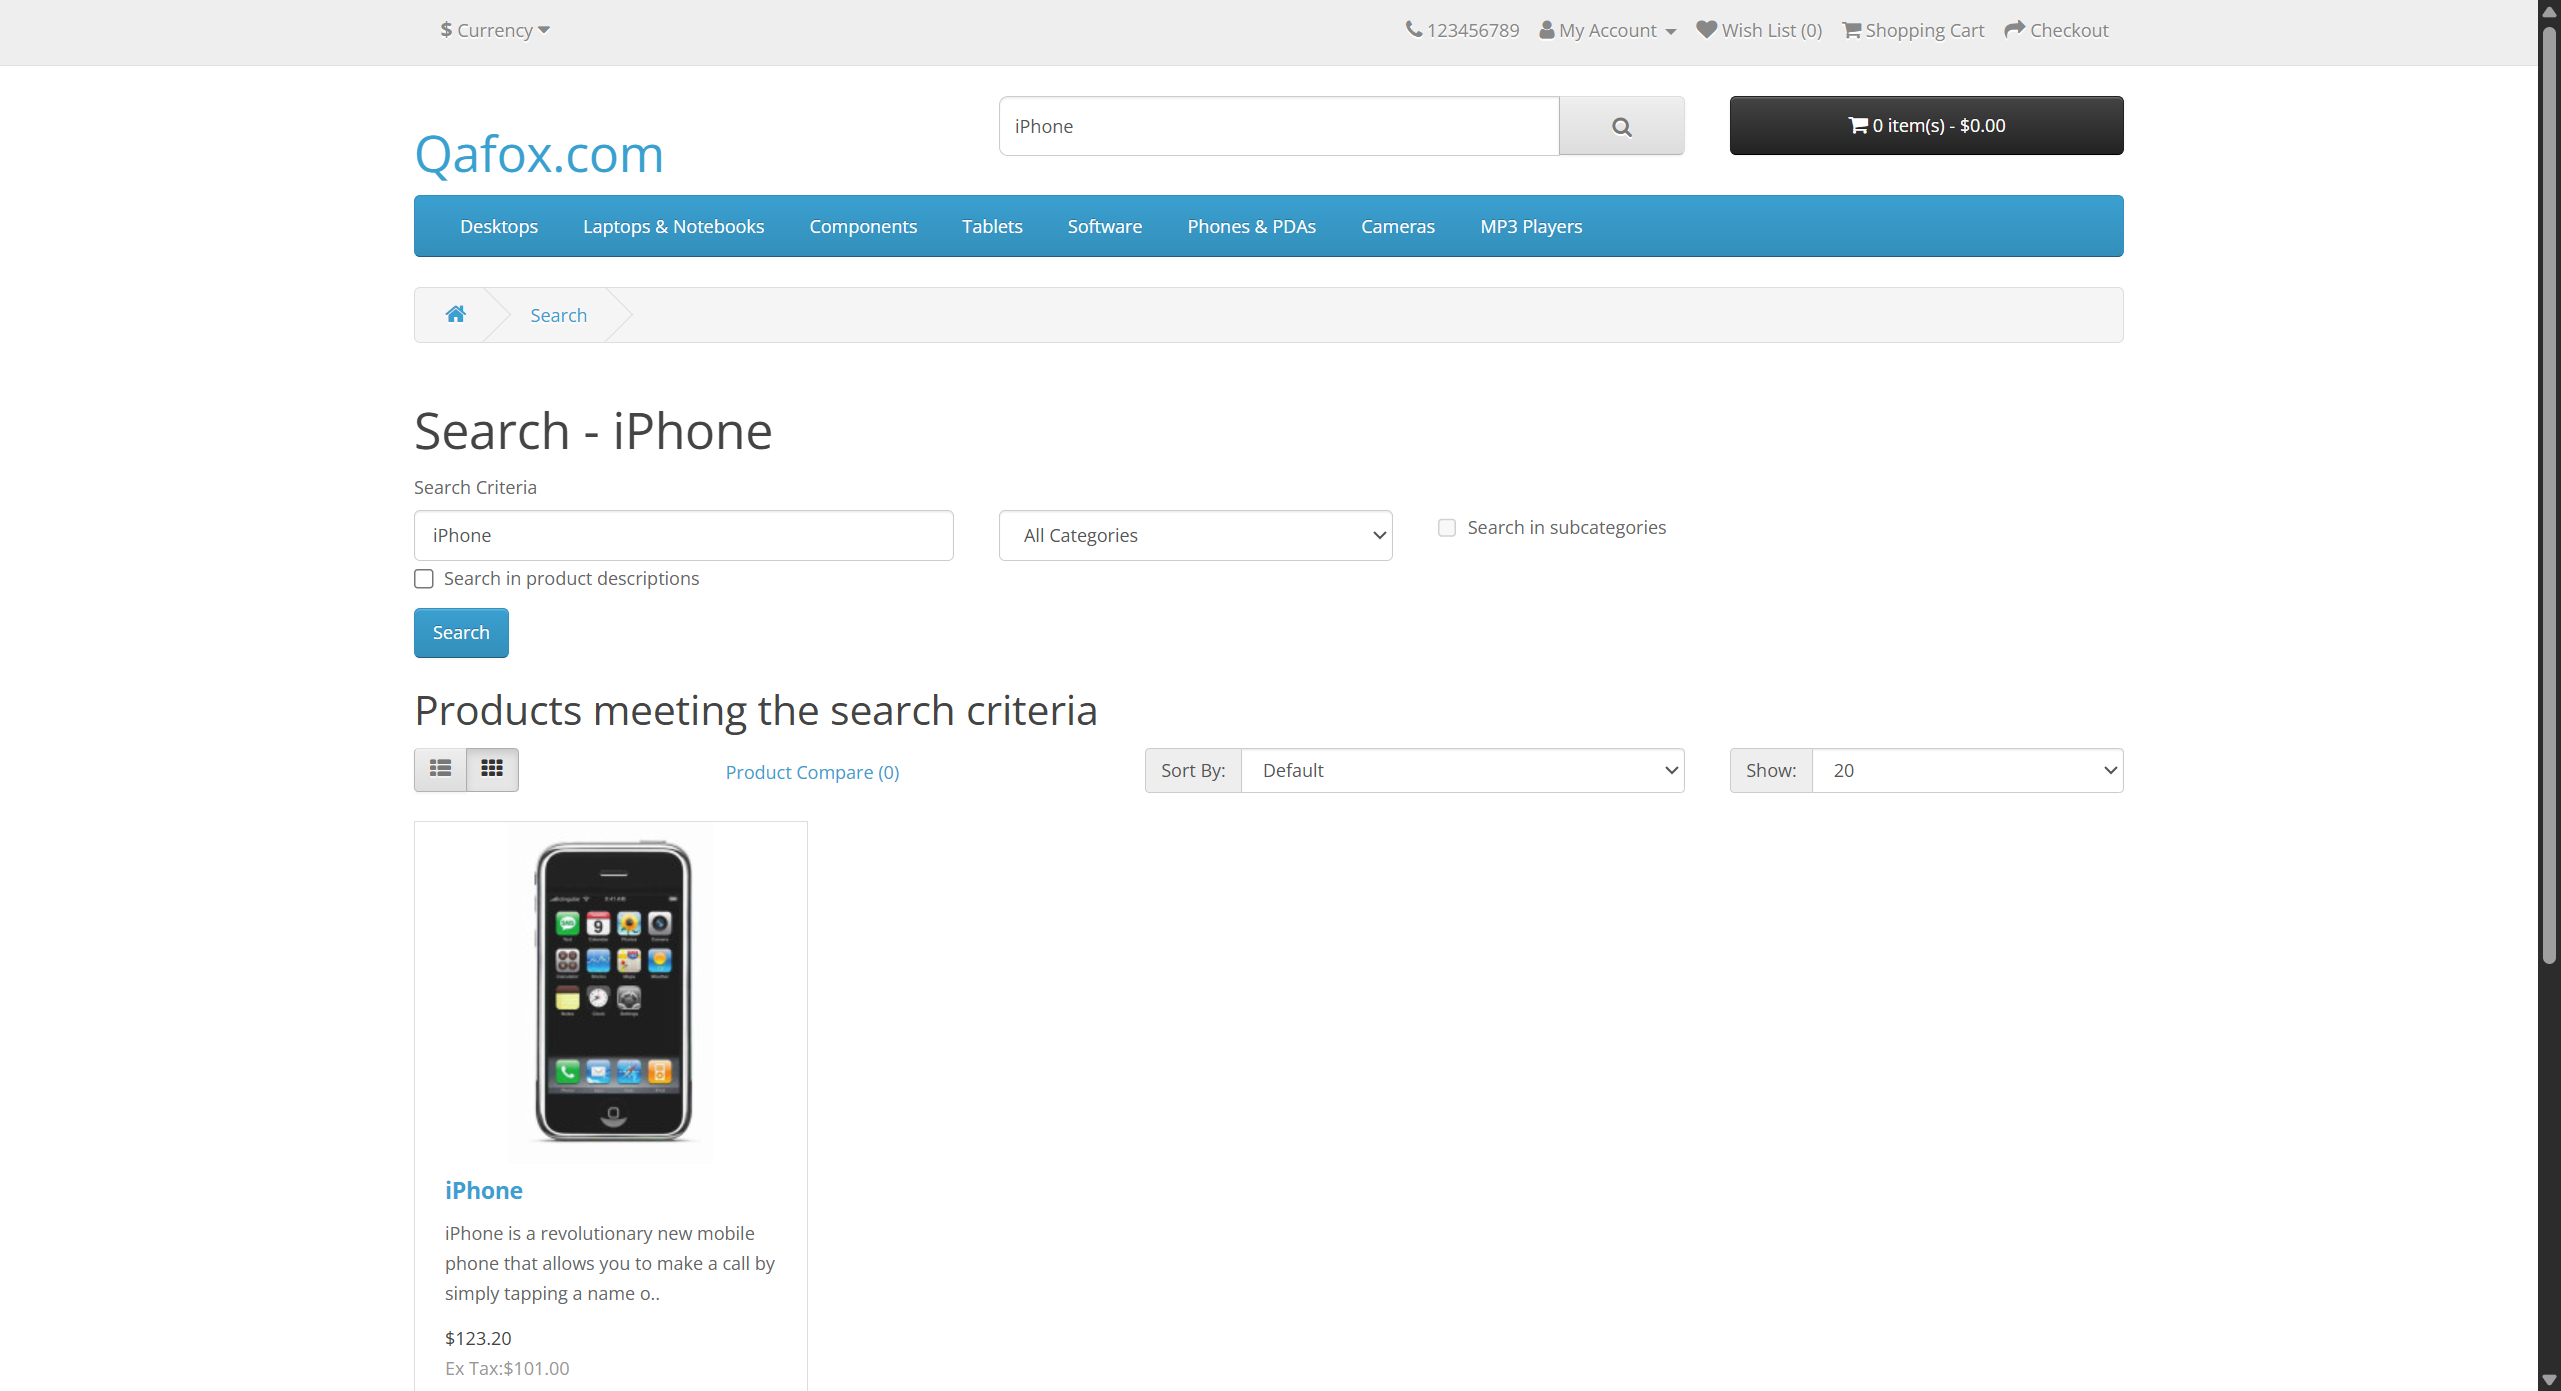 $ Currency
123456789 My Account Wish List (0) Shopping Cart Checkout
Qafox.com
iPhone
0 item(s) - $0.00
Desktops Laptops & Notebooks Components Tablets Software Phones & PDAs Cameras MP3 Players
Search
Search - iPhone
Search Criteria
iPhone
All Categories
Search in subcategories
Search in product descriptions
Search
Products meeting the search criteria
Product Compare (0)
Sort By: Default
Show: 20
iPhone
iPhone is a revolutionary new mobile
phone that allows you to make a call by
simply tapping a name o..
$123.20
Ex Tax:$101.00